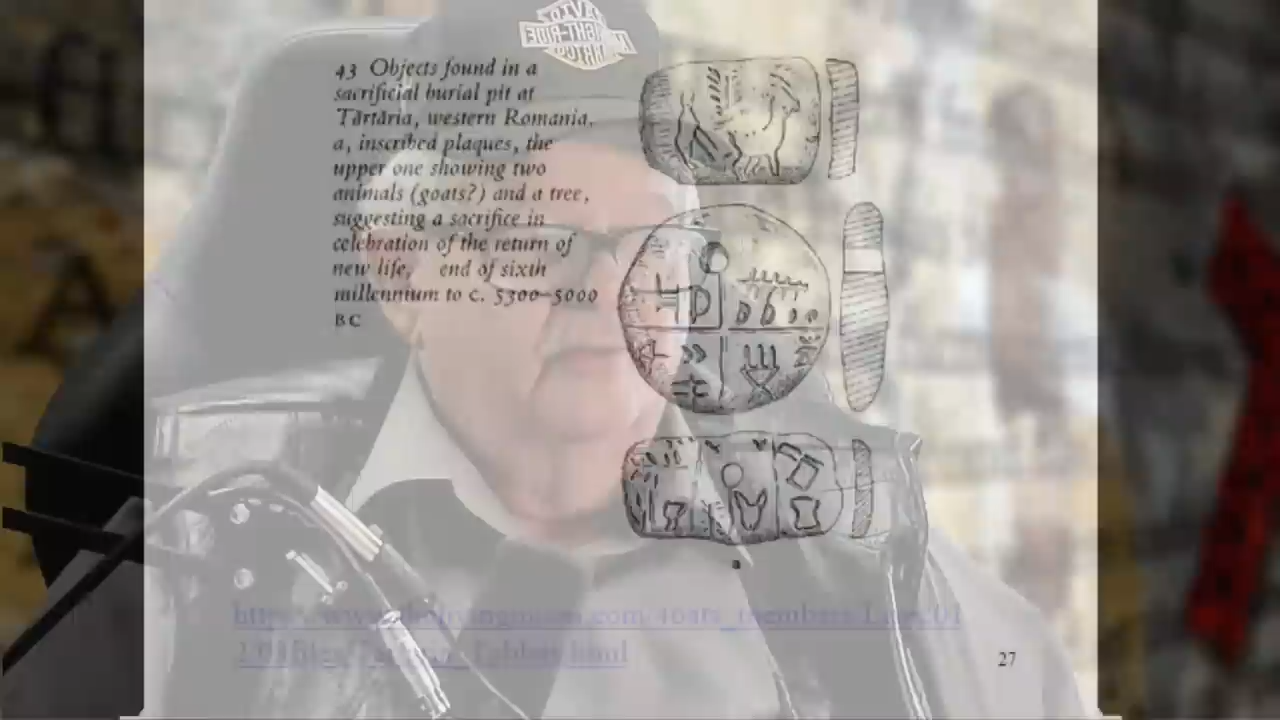 43 Objects found in a
sacrificial burial pit at
Tărtăria, western Romania.
a, inscribed plaques, the
upper one showing two
animals (goats?) and a tree,
suggesting a sacrifice in
celebration of the return of
new life, end of sixth
millennium to c. 5300–5000
BC
27